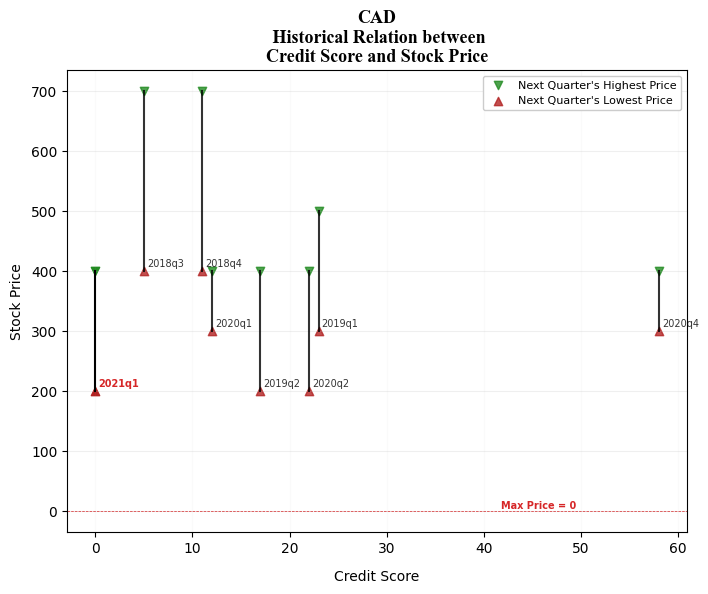 CAD
Historical Relation between
Credit Score and Stock Price
Next Quarter's Highest Price
Next Quarter's Lowest Price
Stock Price
700
600
500
400
300
200
100
0
2018q3
2018q4
2020q1
2019q1
2020q4
2021q1
2019q2
2020q2
Max Price = 0
0
10
20
30
40
50
60
Credit Score